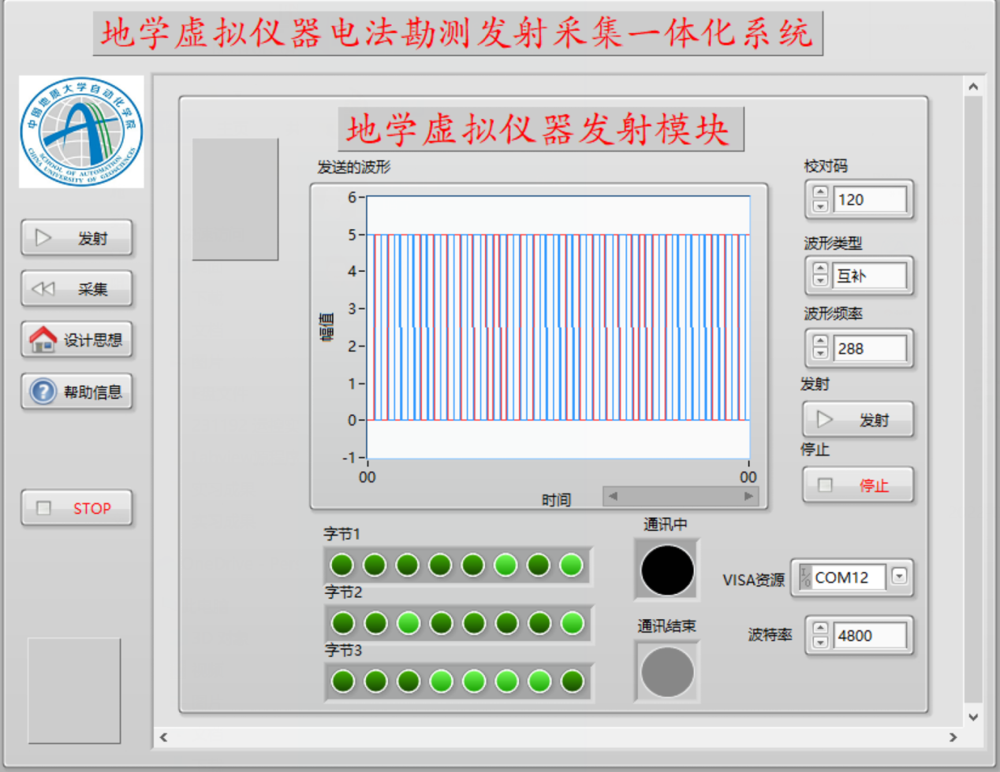 地学虚拟仪器电法勘测发射采集一体化系统
中国地质大学自动化学院
SCHOOL OF AUTOMATION
CHINA UNIVERSITY OF GEOSCIENCES
发射
采集
设计思想
帮助信息
STOP
地学虚拟仪器发射模块
发送的波形
6
5
4
3
2
1
0
-1
幅值
00
00
时间
校对码
120
波形类型
互补
波形频率
288
发射
发射
停止
停止
字节1
字节2
字节3
通讯中
通讯结束
VISA资源
I/0
COM12
波特率
4800